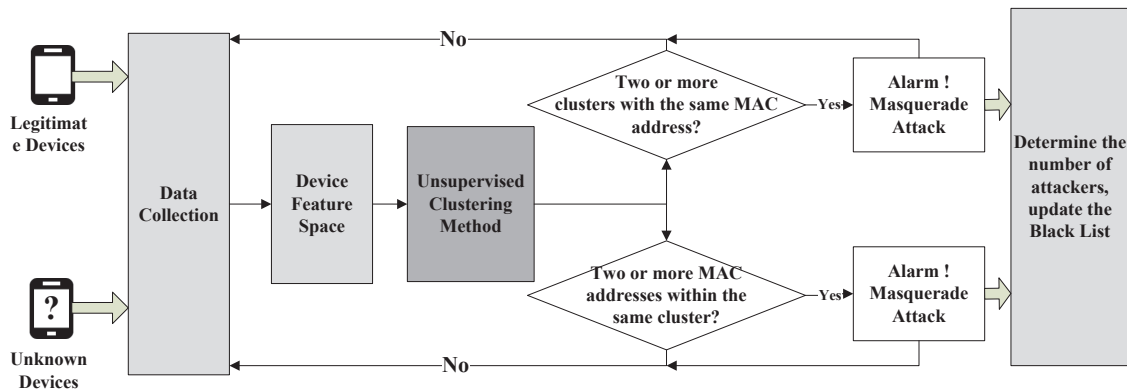 Legitimat
e Devices
?
Unknown
Devices
Data
Collection
Device
Feature
Space
Unsupervised
Clustering
Method
No
Two or more
clusters with the same MAC
address?
Yes
Alarm !
Masquerade
Attack
Two or more MAC
addresses within the
same cluster?
Yes
Alarm !
Masquerade
Attack
No
Determine the
number of
attackers,
update the
Black List